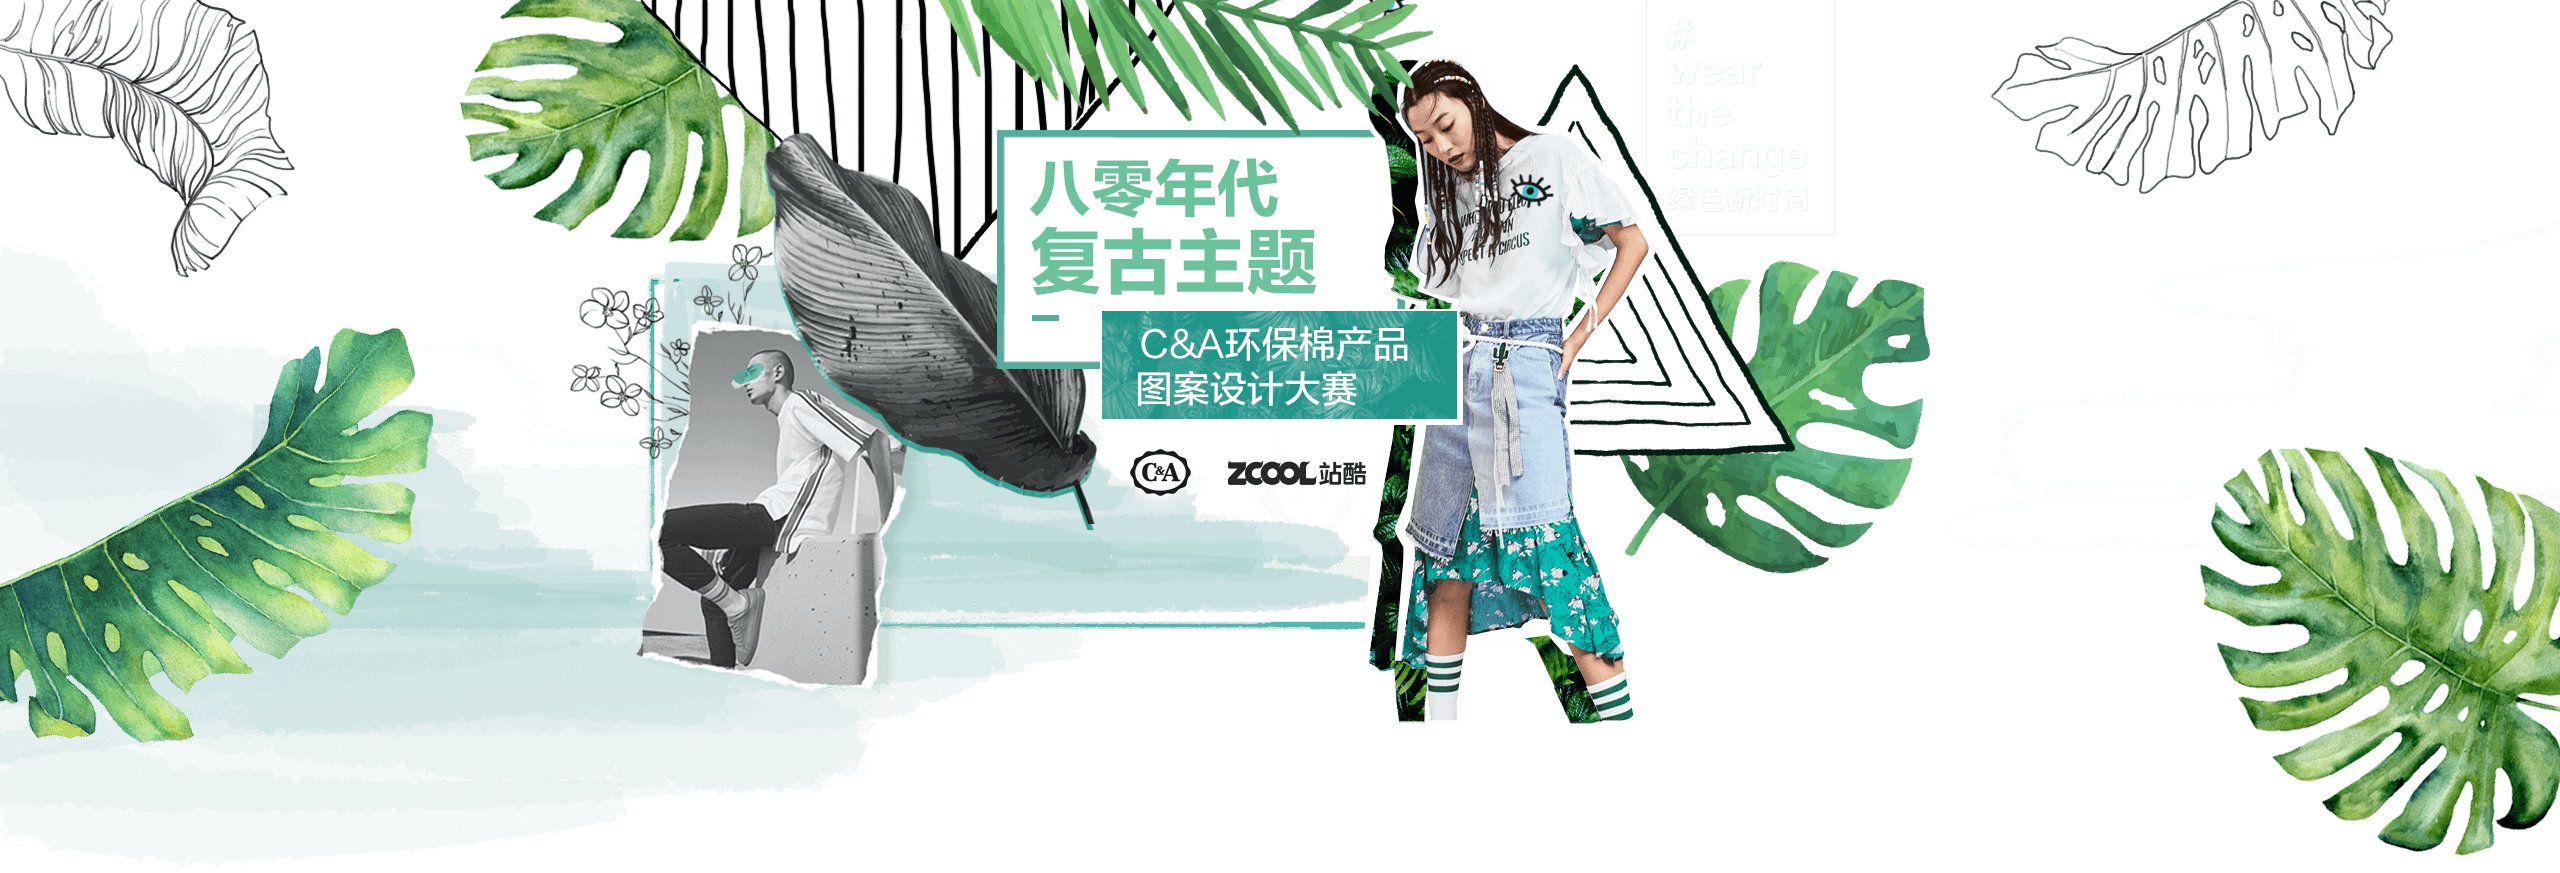 八零年代
复古主题
C&A环保棉产品
图案设计大赛
C&A
ZCOOL站酷
#
wear
the
change
绿色新时尚
CIRCUS